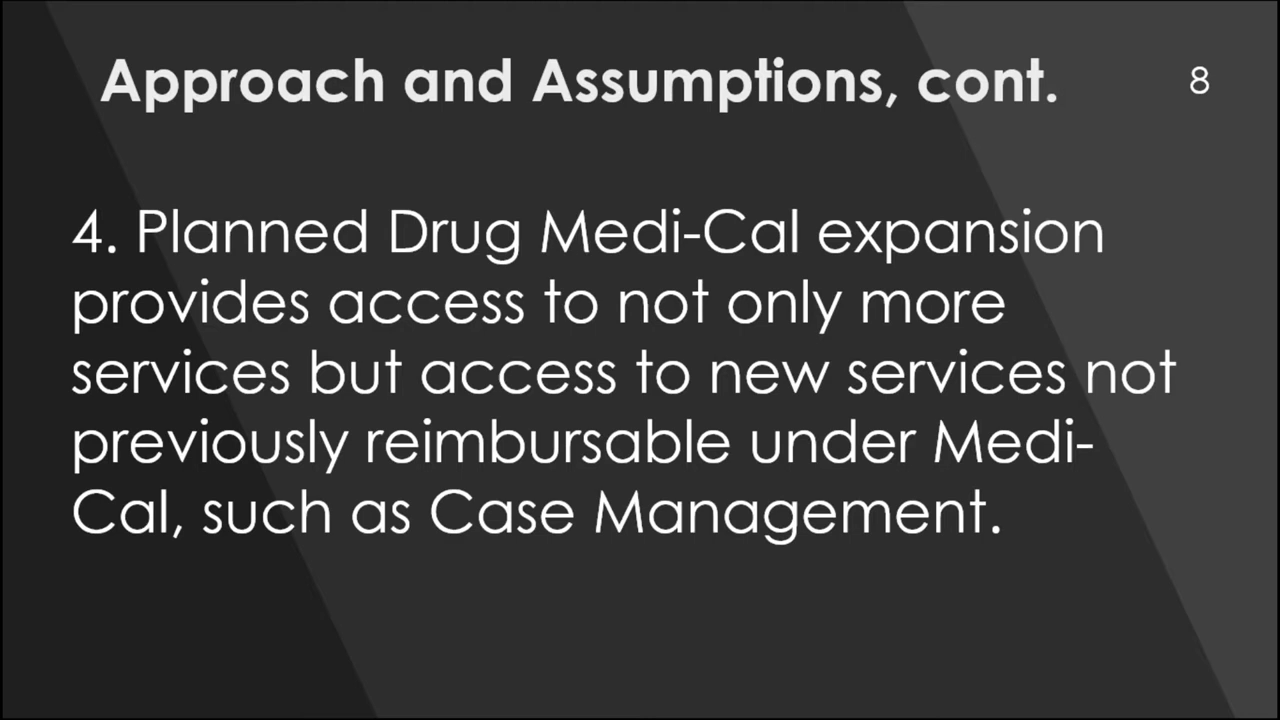 Approach and Assumptions, cont.
8
4. Planned Drug Medi-Cal expansion
provides access to not only more
services but access to new services not
previously reimbursable under Medi-
Cal, such as Case Management.